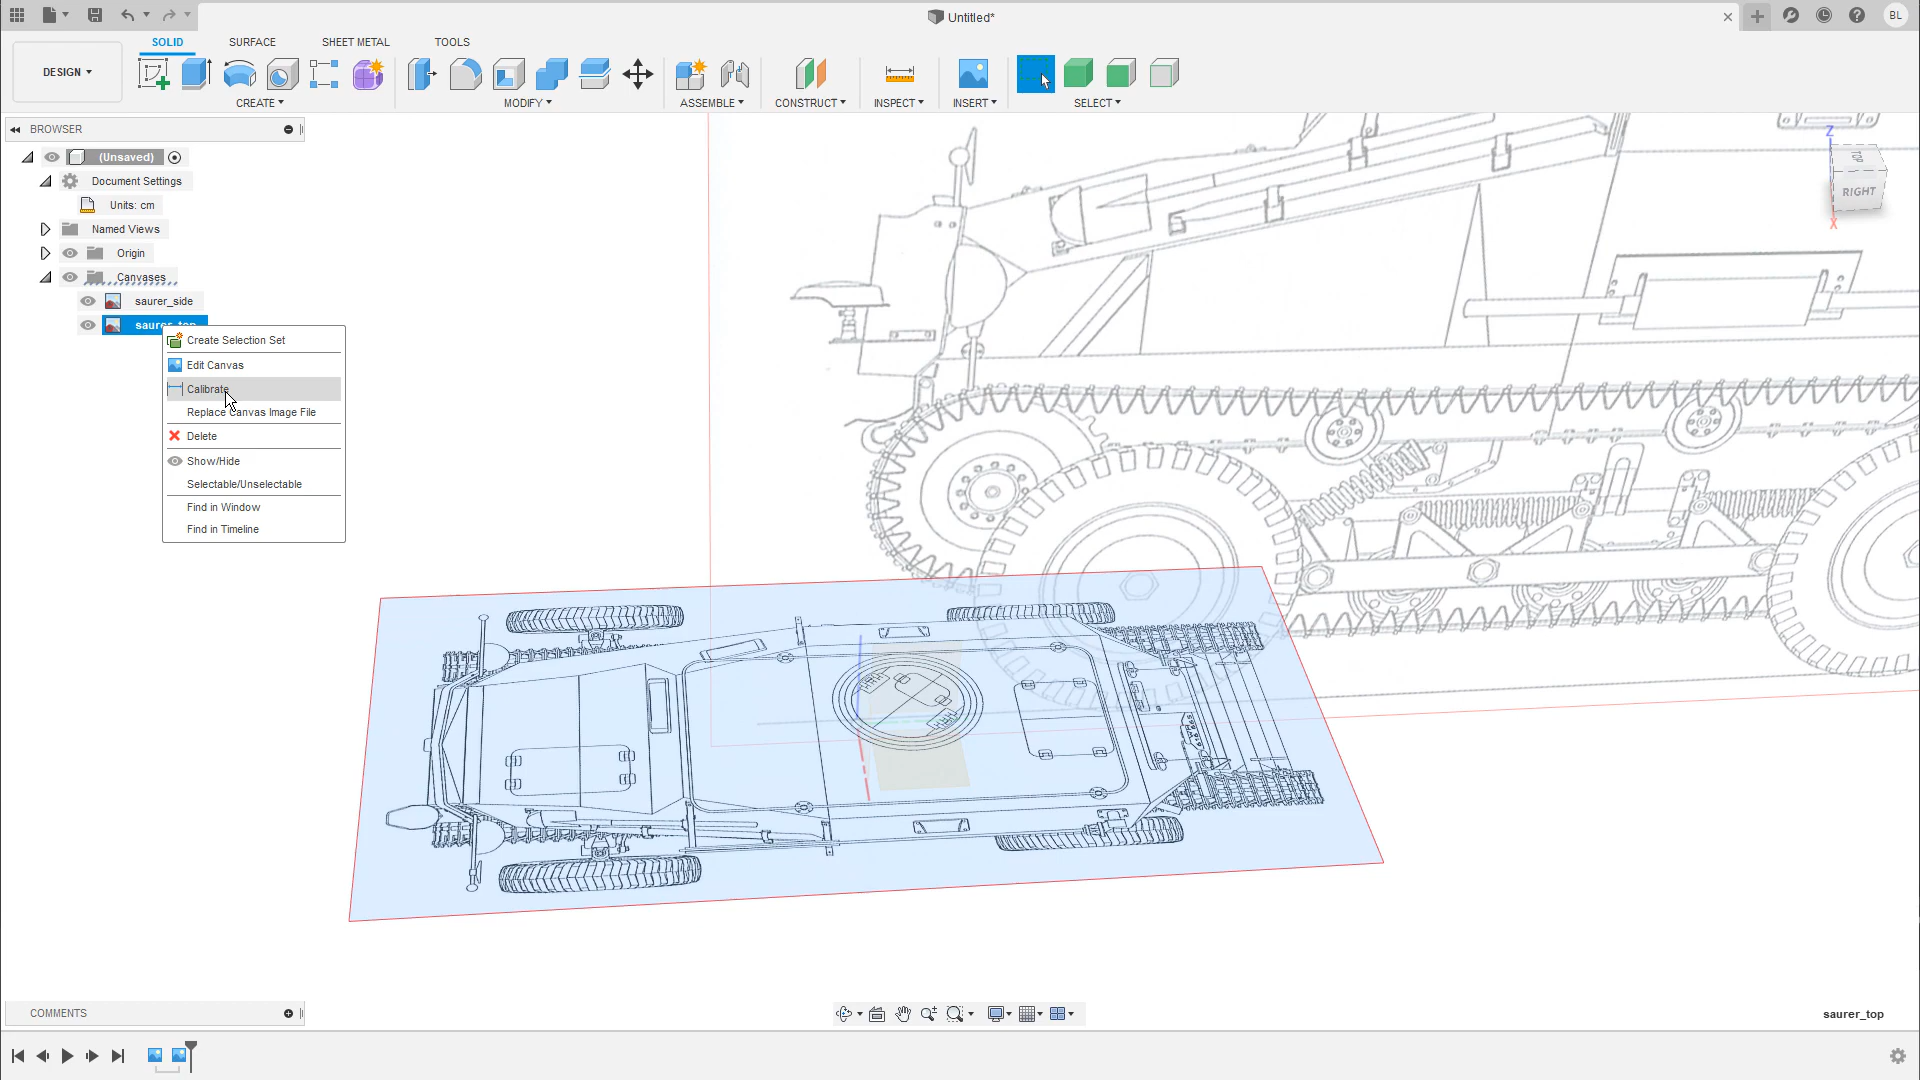 Untitled*
BL
DESIGN
SOLID
SURFACE
SHEET METAL
TOOLS
CREATE
MODIFY
ASSEMBLE
CONSTRUCT
INSPECT
INSERT
SELECT
BROWSER
(Unsaved)
Document Settings
Units: cm
Named Views
Origin
Canvases
saurer_side
saurer_top
Create Selection Set
Edit Canvas
Calibrate
Replace Canvas Image File
Delete
Show/Hide
Selectable/Unselectable
Find in Window
Find in Timeline
Z
TOP
RIGHT
X
COMMENTS
saurer_top